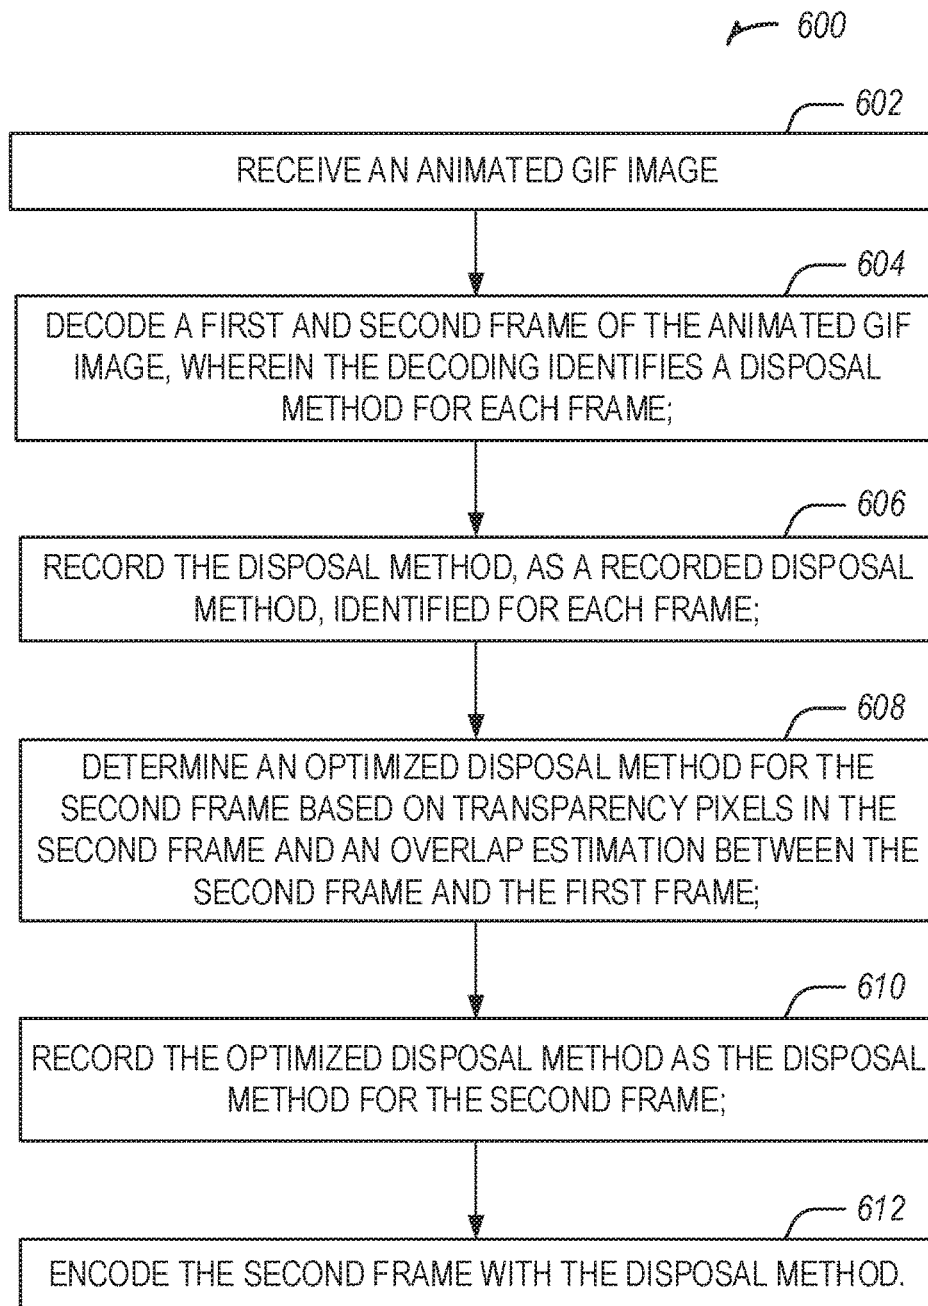 600
602
RECEIVE AN ANIMATED GIF IMAGE
604
DECODE A FIRST AND SECOND FRAME OF THE ANIMATED GIF
IMAGE, WHEREIN THE DECODING IDENTIFIES A DISPOSAL
METHOD FOR EACH FRAME;
606
RECORD THE DISPOSAL METHOD, AS A RECORDED DISPOSAL
METHOD, IDENTIFIED FOR EACH FRAME;
608
DETERMINE AN OPTIMIZED DISPOSAL METHOD FOR THE
SECOND FRAME BASED ON TRANSPARENCY PIXELS IN THE
SECOND FRAME AND AN OVERLAP ESTIMATION BETWEEN THE
SECOND FRAME AND THE FIRST FRAME;
610
RECORD THE OPTIMIZED DISPOSAL METHOD AS THE DISPOSAL
METHOD FOR THE SECOND FRAME;
612
ENCODE THE SECOND FRAME WITH THE DISPOSAL METHOD.